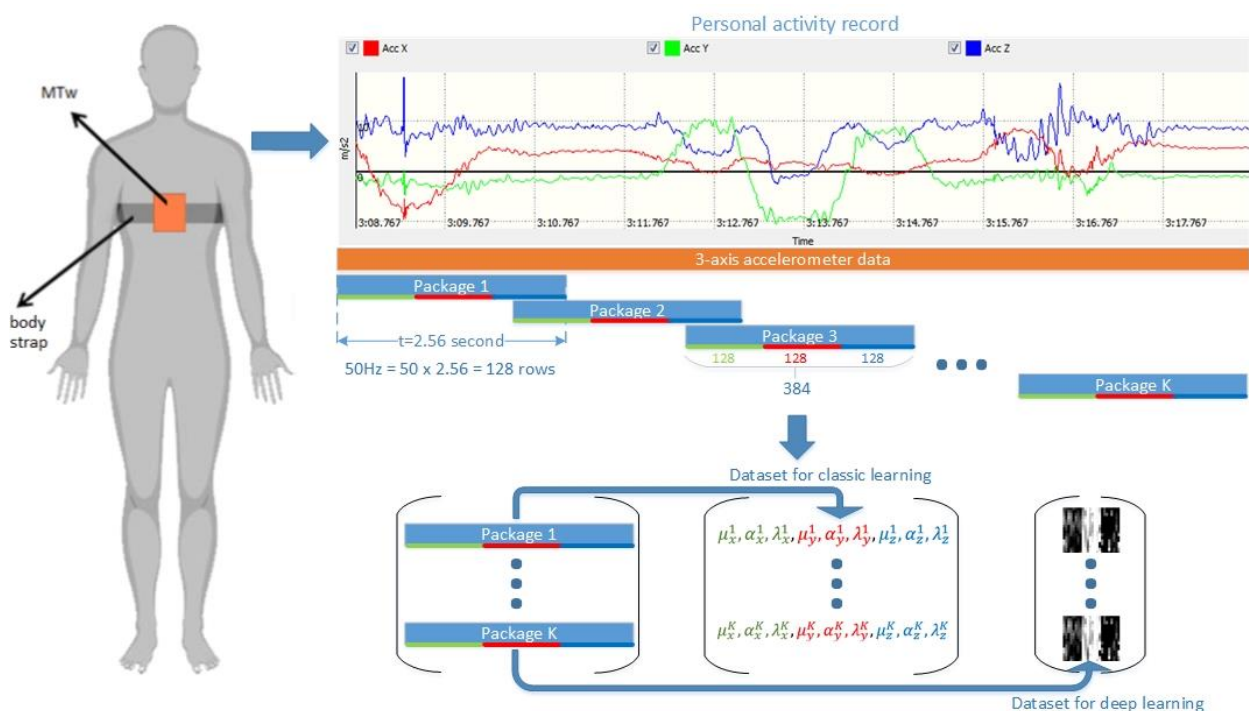 Personal activity record
Acc X Acc Y Acc Z
MTw
m/s2
0
3:08.767 3:09.767 3:10.767 3:11.767 3:12.767 3:13.767 3:14.767 3:15.767 3:16.767 3:17.767
Time
3-axis accelerometer data
body
strap
Package 1
Package 2
t=2.56 second
Package 3
50Hz = 50 x 2.56 = 128 rows
128 128 128
384
Package K
Dataset for classic learning
Package 1
μ¹ₓ, α¹ₓ, λ¹ₓ, μ¹ᵧ, α¹ᵧ, λ¹ᵧ, μ¹_z, α¹_z, λ¹_z
Package K
μᴷₓ, αᴷₓ, λᴷₓ, μᴷᵧ, αᴷᵧ, λᴷᵧ, μᴷ_z, αᴷ_z, λᴷ_z
Dataset for deep learning